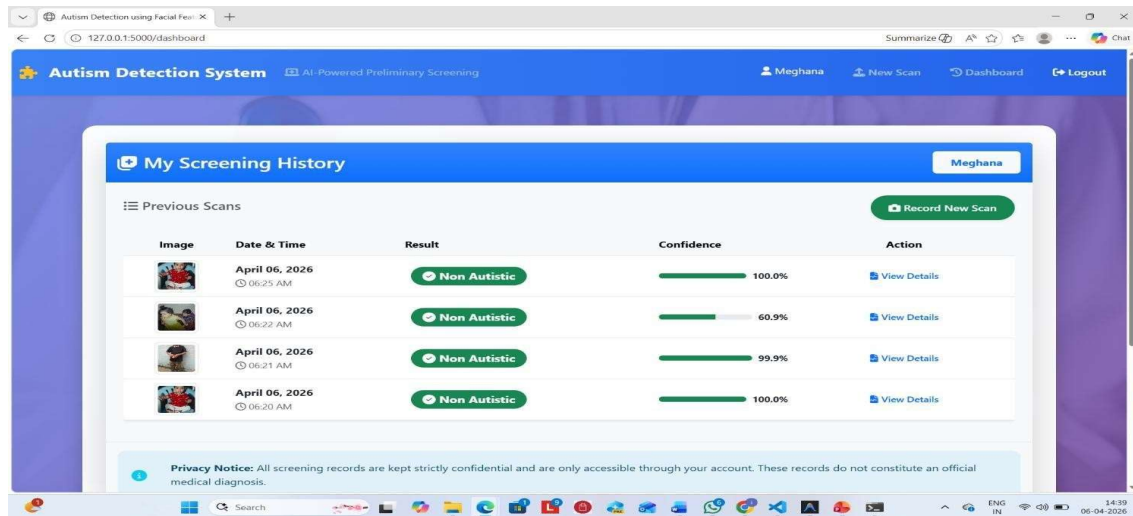 Autism Detection using Facial Feat
127.0.0.1:5000/dashboard
Summarize
Chat
Autism Detection System
AI-Powered Preliminary Screening
Meghana
New Scan
Dashboard
Logout
My Screening History
Meghana
Previous Scans
Record New Scan
Image Date & Time Result Confidence Action
April 06, 2026
Non Autistic
100.0%
View Details
06:25 AM
April 06, 2026
Non Autistic
60.9%
View Details
06:22 AM
April 06, 2026
Non Autistic
99.9%
View Details
06:21 AM
April 06, 2026
Non Autistic
100.0%
View Details
06:20 AM
Privacy Notice: All screening records are kept strictly confidential and are only accessible through your account. These records do not constitute an official
medical diagnosis.
Search
ENG
IN
14:39
06-04-2026